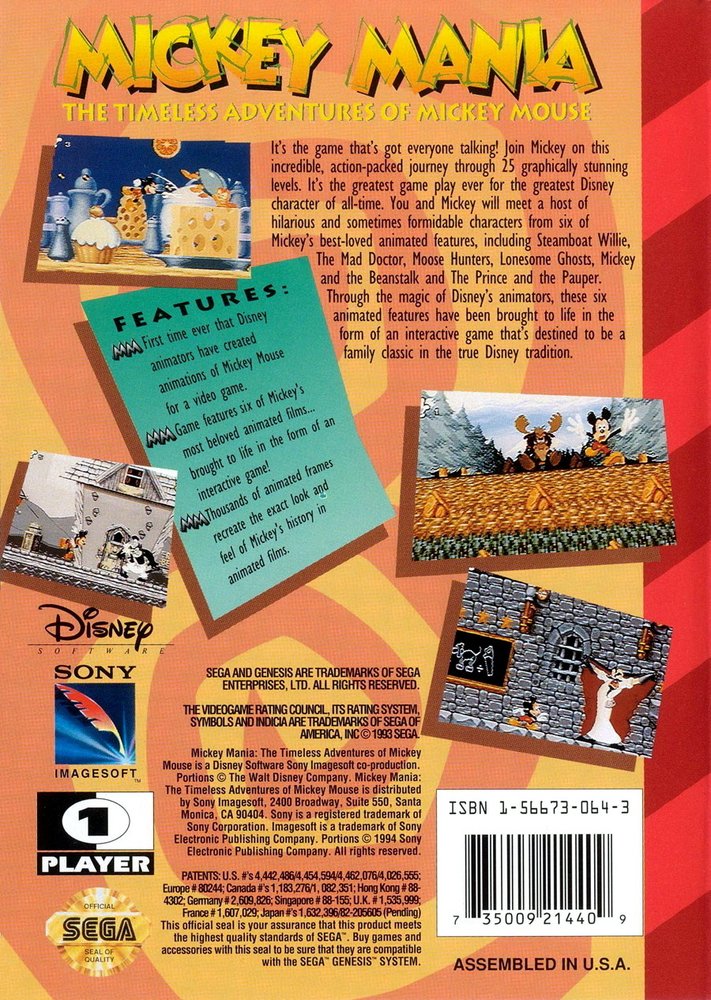 MICKEY MANIA
THE TIMELESS ADVENTURES OF MICKEY MOUSE
It's the game that's got everyone talking! Join Mickey on this
incredible, action-packed journey through 25 graphically stunning
levels. It's the greatest game play ever for the greatest Disney
character of all-time. You and Mickey will meet a host of
hilarious and sometimes formidable characters from six of
Mickey's best-loved animated features, including Steamboat Willie,
The Mad Doctor, Moose Hunters, Lonesome Ghosts, Mickey
and the Beanstalk and The Prince and the Pauper.
Through the magic of Disney's animators, these six
animated features have been brought to life in the
form of an interactive game that's destined to be a
family classic in the true Disney tradition.
FEATURES:
First time ever that Disney
animators have created
animations of Mickey Mouse
for a video game.
Game features six of Mickey's
most beloved animated films...
brought to life in the form of an
interactive game!
Thousands of animated frames
recreate the exact look and
feel of Mickey's history in
animated films.
Disney
SOFTWARE
SONY
IMAGESOFT™
1
PLAYER
OFFICIAL
SEGA
SEAL OF
QUALITY
SEGA AND GENESIS ARE TRADEMARKS OF SEGA
ENTERPRISES, LTD. ALL RIGHTS RESERVED.
THE VIDEOGAME RATING COUNCIL, ITS RATING SYSTEM,
SYMBOLS AND INDICIA ARE TRADEMARKS OF SEGA OF
AMERICA, INC © 1993 SEGA.
Mickey Mania: The Timeless Adventures of Mickey
Mouse is a Disney Software Sony Imagesoft co-production.
Portions © The Walt Disney Company. Mickey Mania:
The Timeless Adventures of Mickey Mouse is distributed
by Sony Imagesoft, 2400 Broadway, Suite 550, Santa
Monica, CA 90404. Sony is a registered trademark of
Sony Corporation. Imagesoft is a trademark of Sony
Electronic Publishing Company. Portions © 1994 Sony
Electronic Publishing Company. All rights reserved.
PATENTS: U.S. #'s 4,442,486/4,454,594/4,462,076/4,026,555;
Europe # 80244; Canada #'s 1,183,276/1,082,351; Hong Kong # 88-
4302; Germany # 2,609,826; Singapore # 88-155; U.K. # 1,535,999;
France # 1,607,029; Japan #'s 1,632,396/82-205605 (Pending)
This official seal is your assurance that this product meets
the highest quality standards of SEGA™. Buy games and
accessories with this seal to be sure that they are compatible
with the SEGA™ GENESIS™ SYSTEM.
ISBN 1-56673-064-3
7 35009 21440 9
ASSEMBLED IN U.S.A.